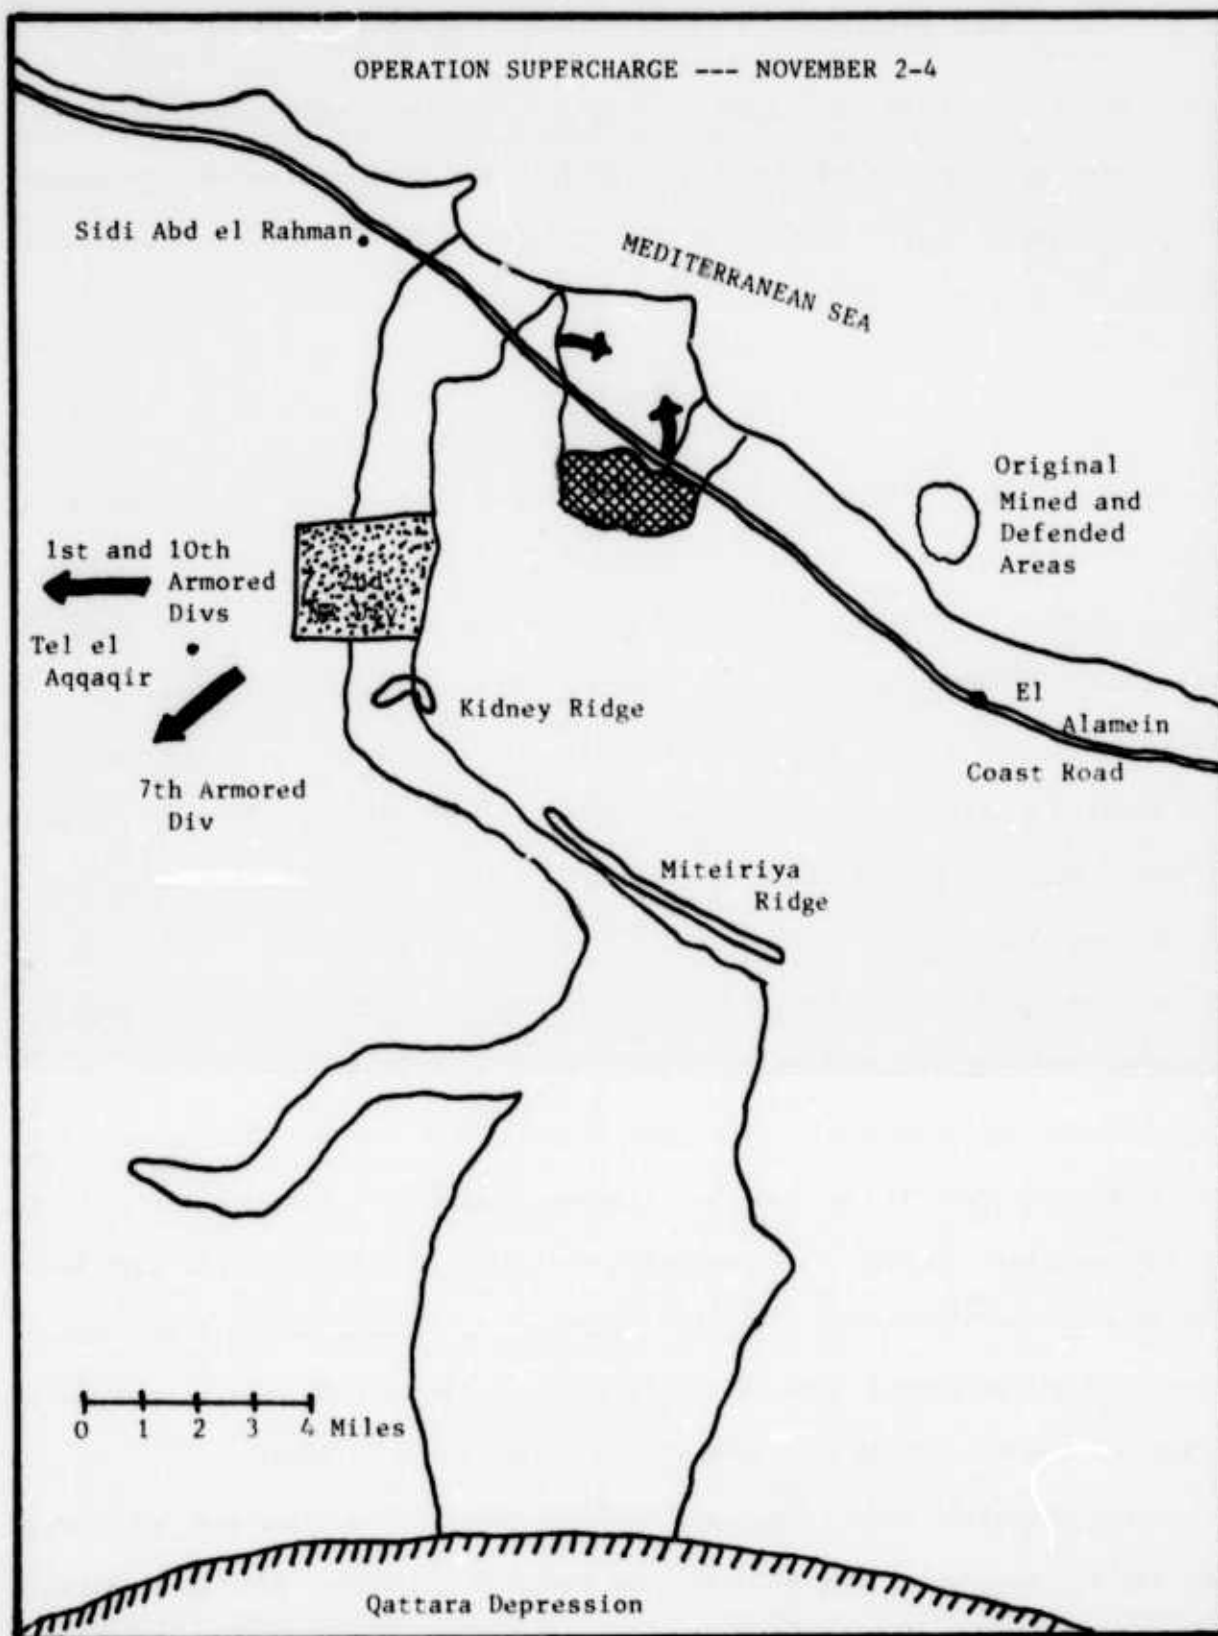 OPERATION SUPERCHARGE --- NOVEMBER 2-4
Sidi Abd el Rahman
MEDITERRANEAN SEA
Original
Mined and
Defended
Areas
1st and 10th
Armored
Divs
2nd
Tel el
Aqqaqir
Kidney Ridge
El
Alamein
Coast Road
7th Armored
Div
Miteiriya
Ridge
0 1 2 3 4 Miles
Qattara Depression